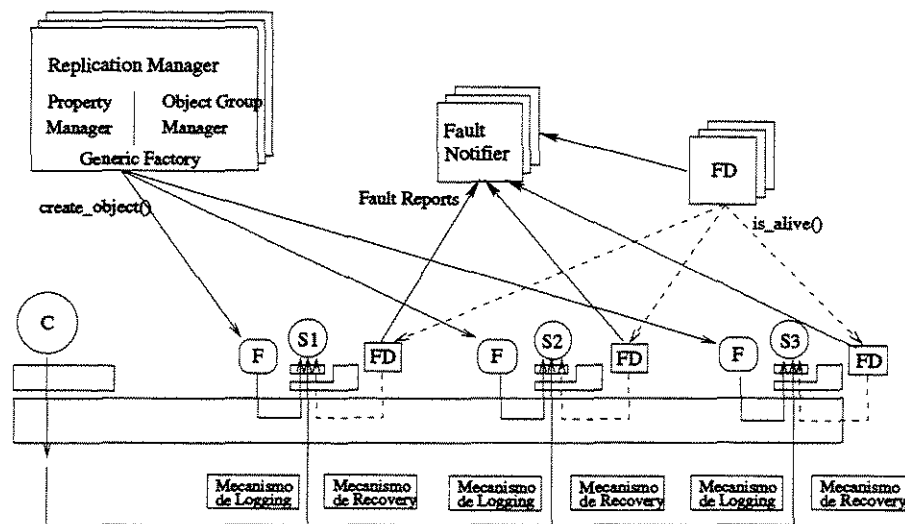 Replication Manager
Property
Manager
Object Group
Manager
Generic Factory
Fault
Notifier
FD
create_object()
Fault Reports
is_alive()
C
F
S1
FD
F
S2
FD
F
S3
FD
Mecanismo
de Logging
Mecanismo
de Recovery
Mecanismo
de Logging
Mecanismo
de Recovery
Mecanismo
de Logging
Mecanismo
de Recovery